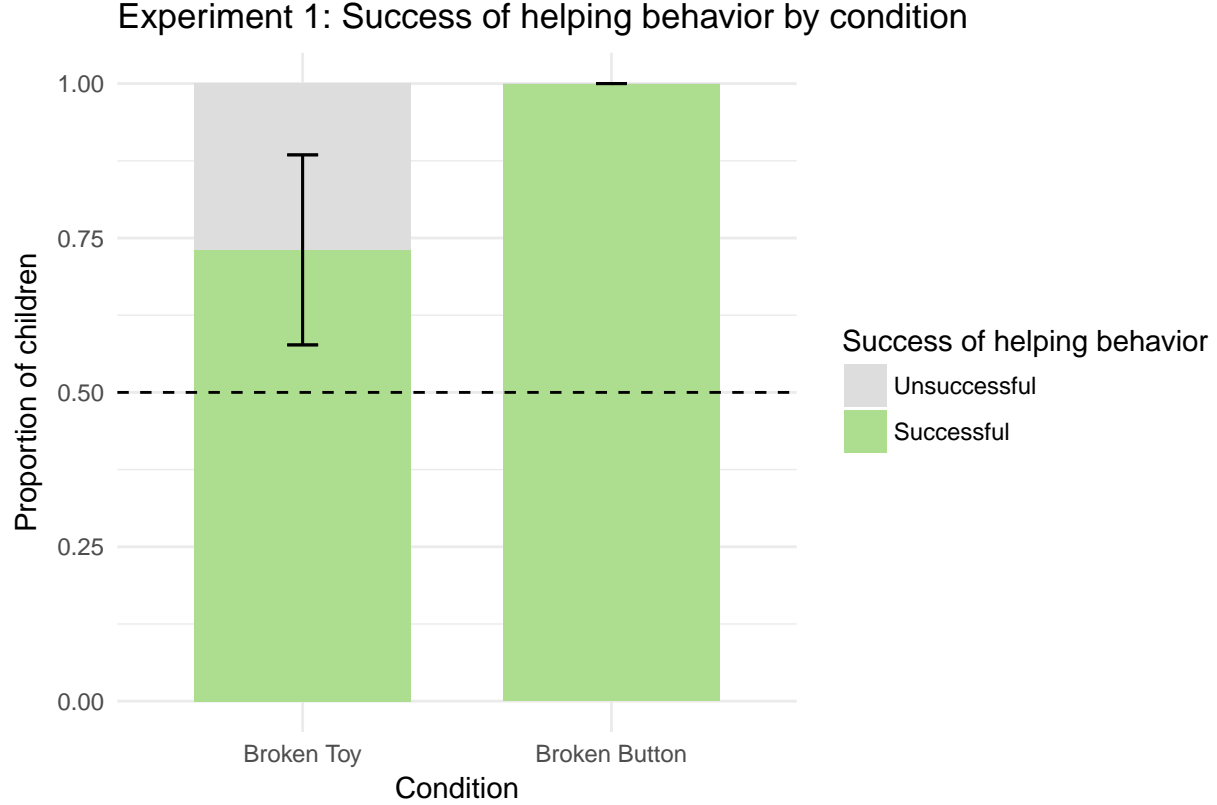 Experiment 1: Success of helping behavior by condition
1.00
0.75
0.50
0.25
0.00
Proportion of children
Broken Toy
Broken Button
Condition
Success of helping behavior
Unsuccessful
Successful